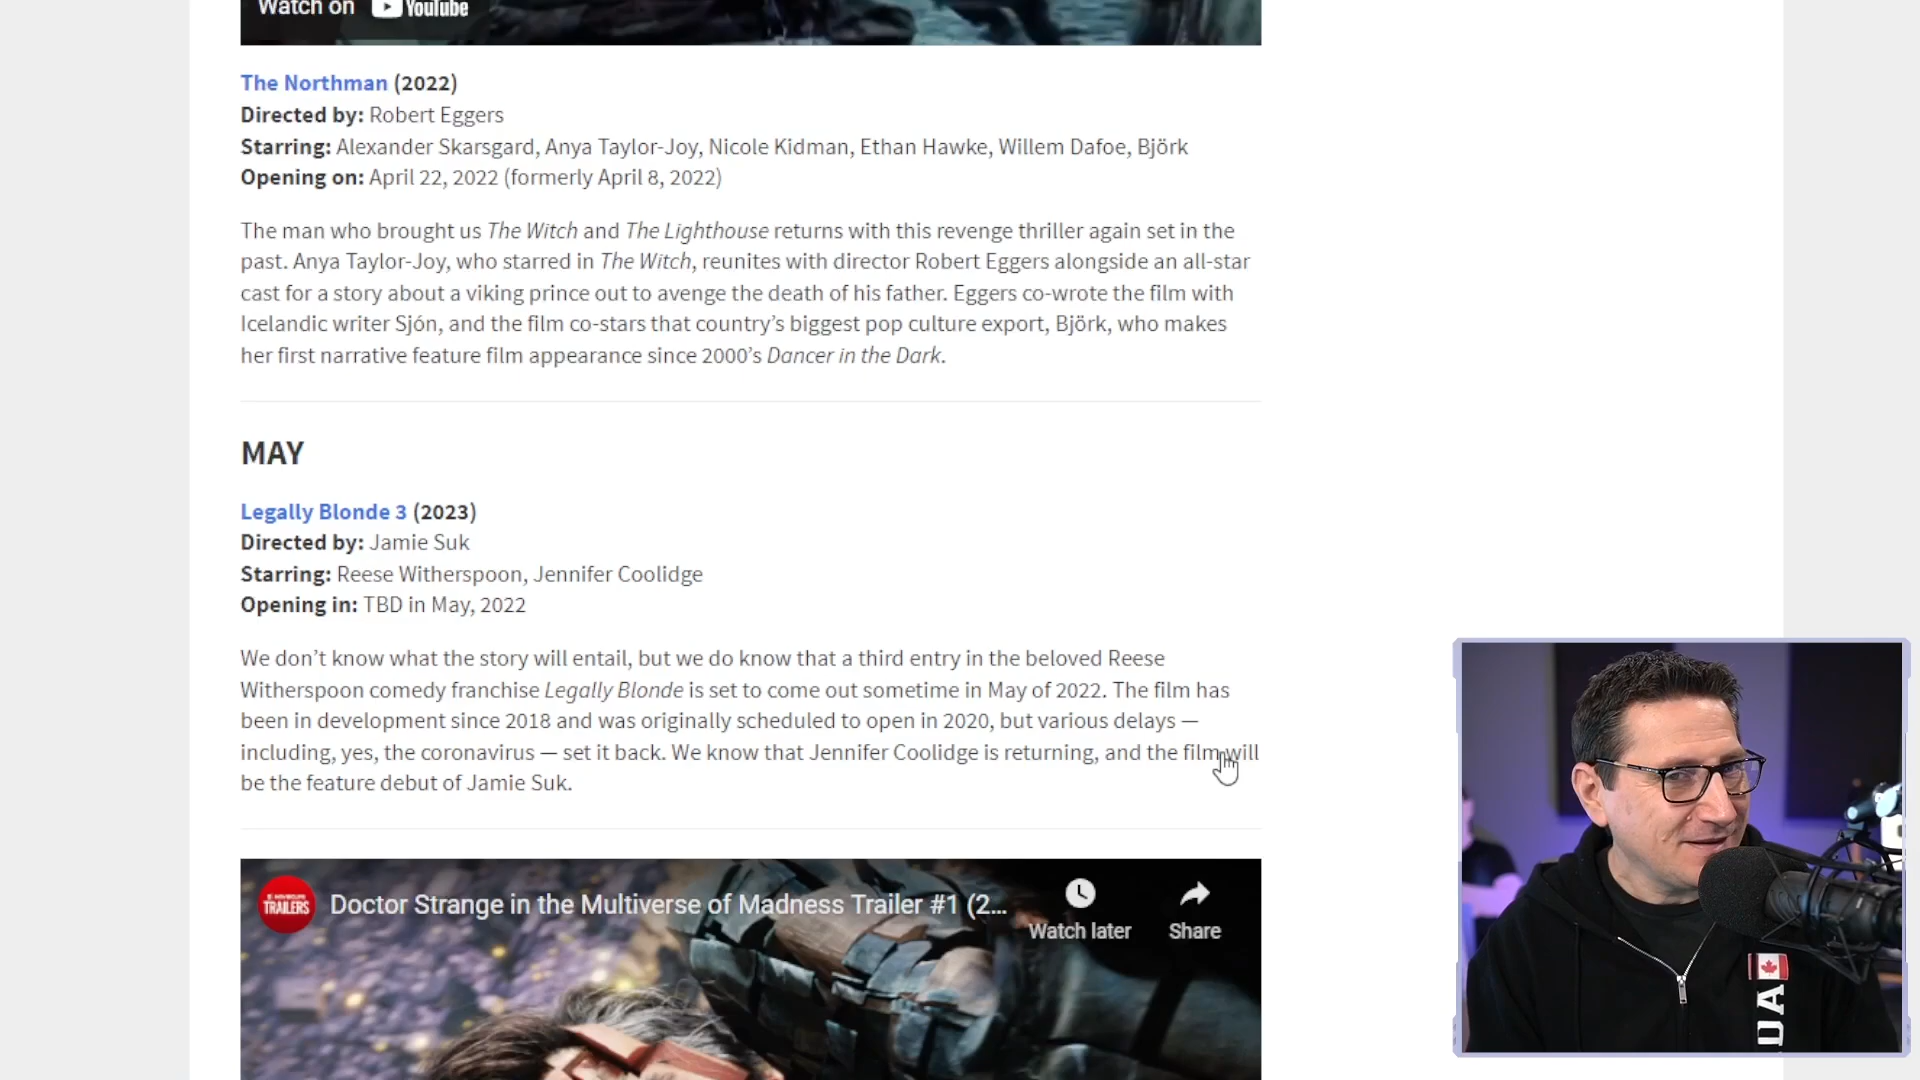 Watch on YouTube
The Northman (2022)
Directed by: Robert Eggers
Starring: Alexander Skarsgard, Anya Taylor-Joy, Nicole Kidman, Ethan Hawke, Willem Dafoe, Björk
Opening on: April 22, 2022 (formerly April 8, 2022)
The man who brought us The Witch and The Lighthouse returns with this revenge thriller again set in the
past. Anya Taylor-Joy, who starred in The Witch, reunites with director Robert Eggers alongside an all-star
cast for a story about a viking prince out to avenge the death of his father. Eggers co-wrote the film with
Icelandic writer Sjón, and the film co-stars that country’s biggest pop culture export, Björk, who makes
her first narrative feature film appearance since 2000’s Dancer in the Dark.
MAY
Legally Blonde 3 (2023)
Directed by: Jamie Suk
Starring: Reese Witherspoon, Jennifer Coolidge
Opening in: TBD in May, 2022
We don’t know what the story will entail, but we do know that a third entry in the beloved Reese
Witherspoon comedy franchise Legally Blonde is set to come out sometime in May of 2022. The film has
been in development since 2018 and was originally scheduled to open in 2020, but various delays —
including, yes, the coronavirus — set it back. We know that Jennifer Coolidge is returning, and the film will
be the feature debut of Jamie Suk.
TRAILERS
Doctor Strange in the Multiverse of Madness Trailer #1 (2...
Watch later
Share
DA